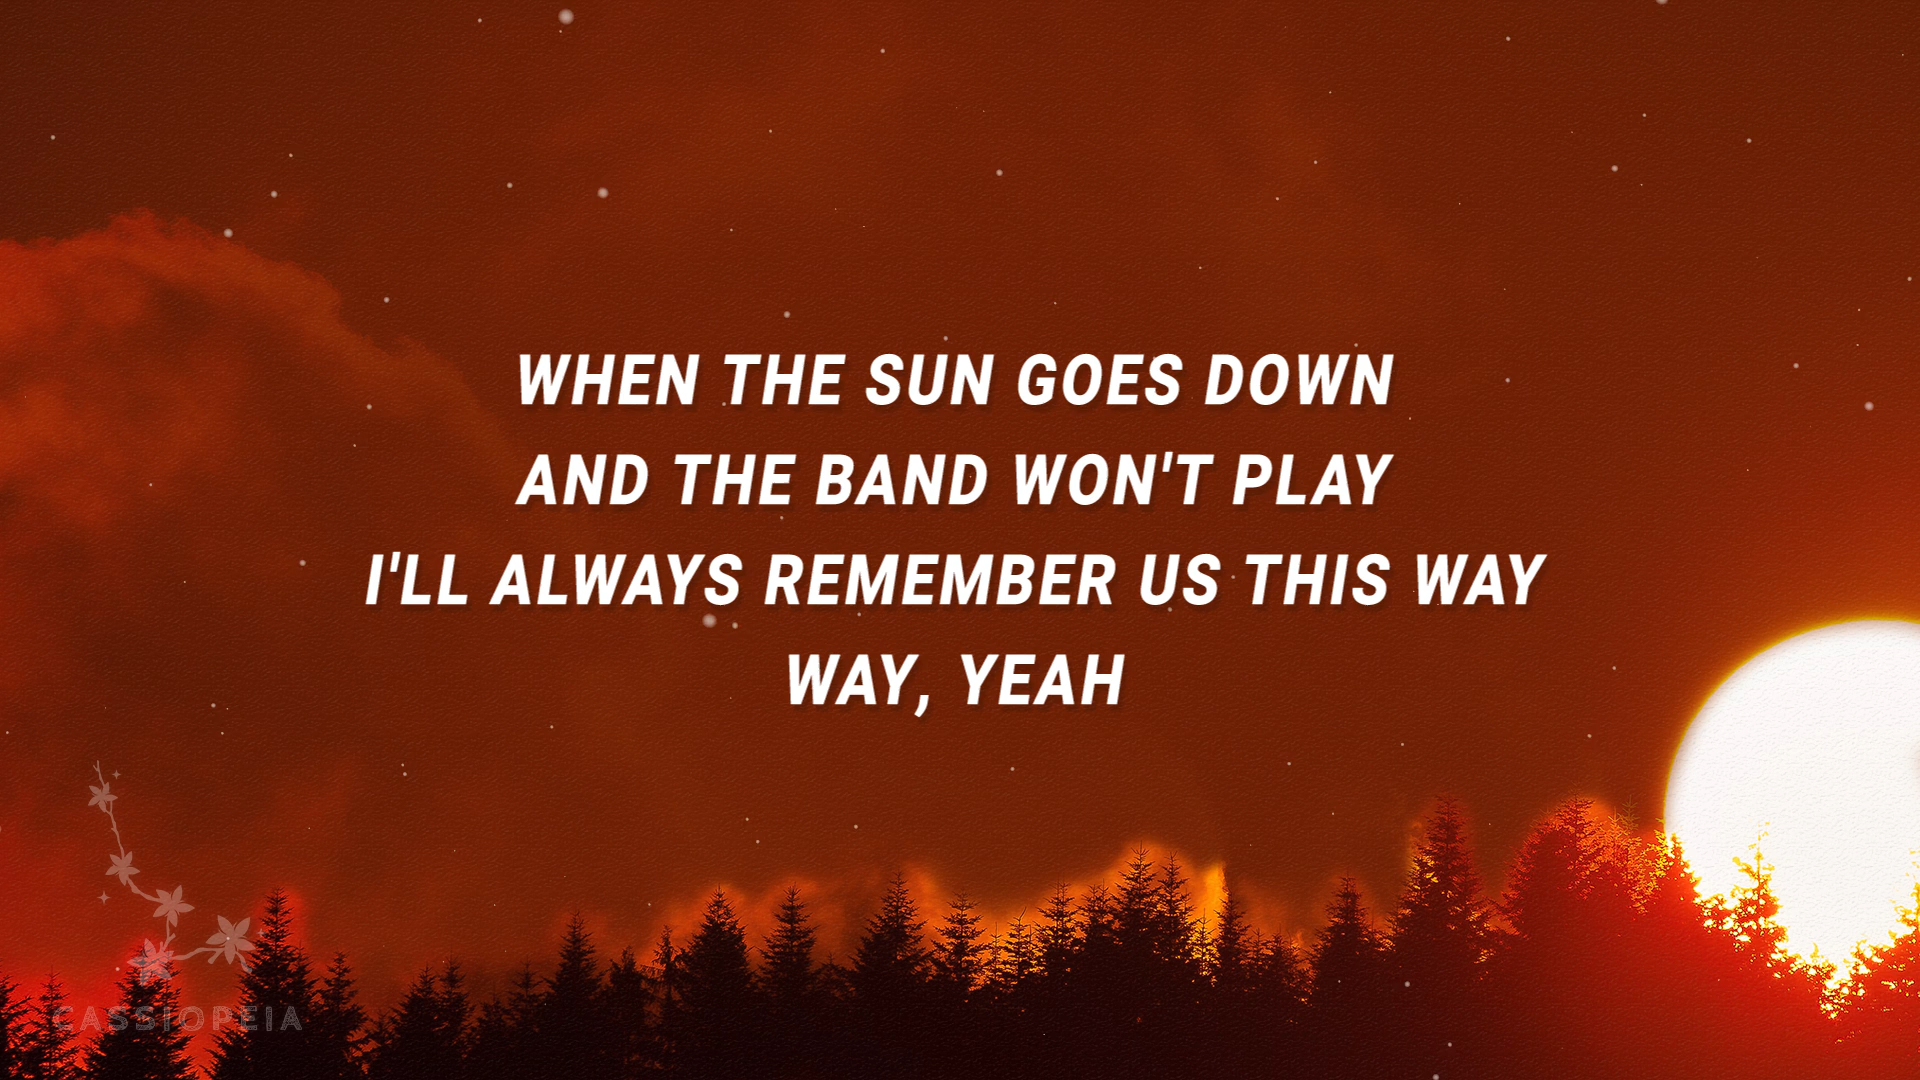 WHEN THE SUN GOES DOWN
AND THE BAND WON'T PLAY
I'LL ALWAYS REMEMBER US THIS WAY
WAY, YEAH
CASSIOPEIA